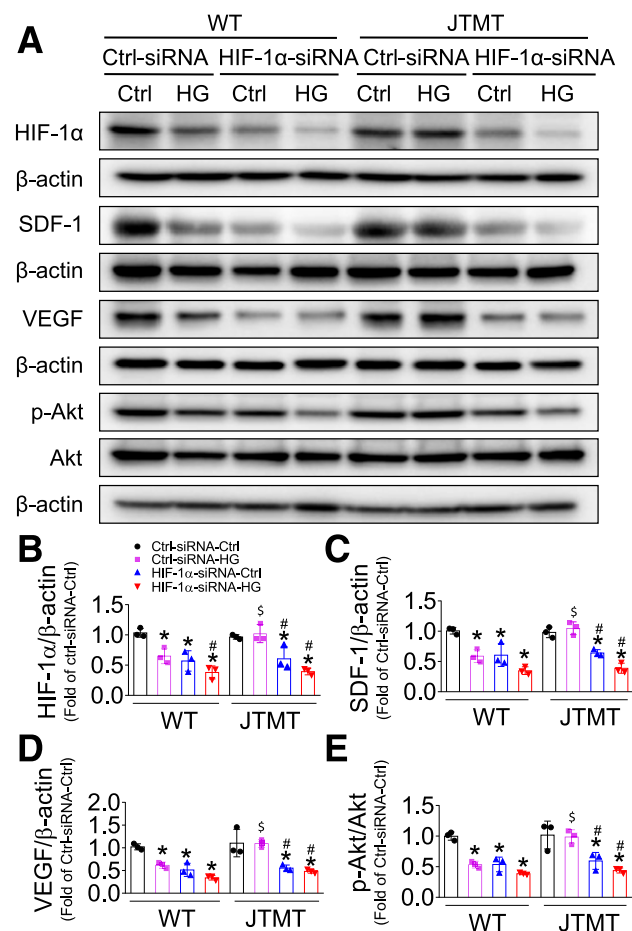 A
WT JTMT
Ctrl-siRNA HIF-1α-siRNA Ctrl-siRNA HIF-1α-siRNA
Ctrl HG Ctrl HG Ctrl HG Ctrl HG
HIF-1α
β-actin
SDF-1
β-actin
VEGF
β-actin
p-Akt
Akt
β-actin
B
Ctrl-siRNA-Ctrl
Ctrl-siRNA-HG
HIF-1α-siRNA-Ctrl
HIF-1α-siRNA-HG
HIF-1α/β-actin
(Fold of ctrl-siRNA-Ctrl)
1.5
1.0
0.5
0.0
* * # * $ # * # *
WT JTMT
C
SDF-1/β-actin
(Fold of Ctrl-siRNA-Ctrl)
1.5
1.0
0.5
0.0
* * * $ # * # *
WT JTMT
D
VEGF/β-actin
(Fold of Ctrl-siRNA-Ctrl)
2.0
1.5
1.0
0.5
0.0
* * * $ # * # *
WT JTMT
E
p-Akt/Akt
(Fold of Ctrl-siRNA-Ctrl)
1.5
1.0
0.5
0.0
* * * $ # * # *
WT JTMT